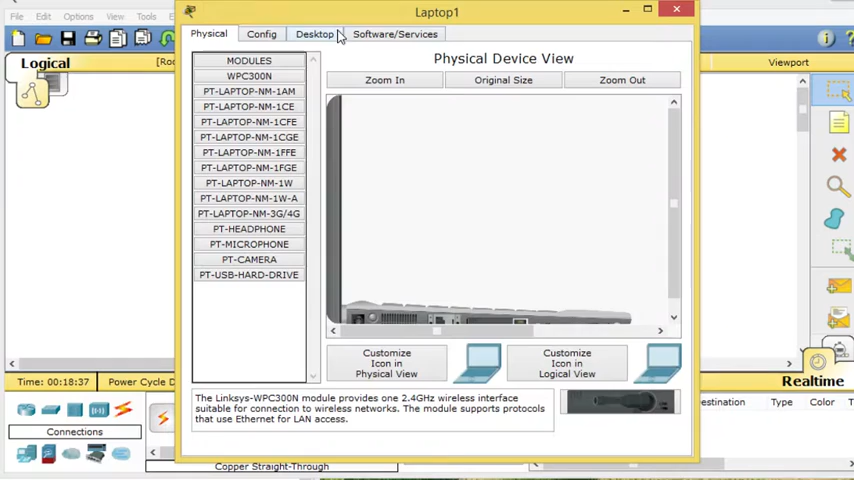 Laptop1
File Edit Options View Tools
Physical Config Desktop Software/Services
Logical
[Ro
Viewport
MODULES
WPC300N
PT-LAPTOP-NM-1AM
PT-LAPTOP-NM-1CE
PT-LAPTOP-NM-1CFE
PT-LAPTOP-NM-1CGE
PT-LAPTOP-NM-1FFE
PT-LAPTOP-NM-1FGE
PT-LAPTOP-NM-1W
PT-LAPTOP-NM-1W-A
PT-LAPTOP-NM-3G/4G
PT-HEADPHONE
PT-MICROPHONE
PT-CAMERA
PT-USB-HARD-DRIVE
Physical Device View
Zoom In Original Size Zoom Out
Customize
Icon in
Physical View
Customize
Icon in
Logical View
The Linksys-WPC300N module provides one 2.4GHz wireless interface
suitable for connection to wireless networks. The module supports protocols
that use Ethernet for LAN access.
Time: 00:18:37 Power Cycle D
Realtime
estination Type Color
Connections
Copper Straight-Through